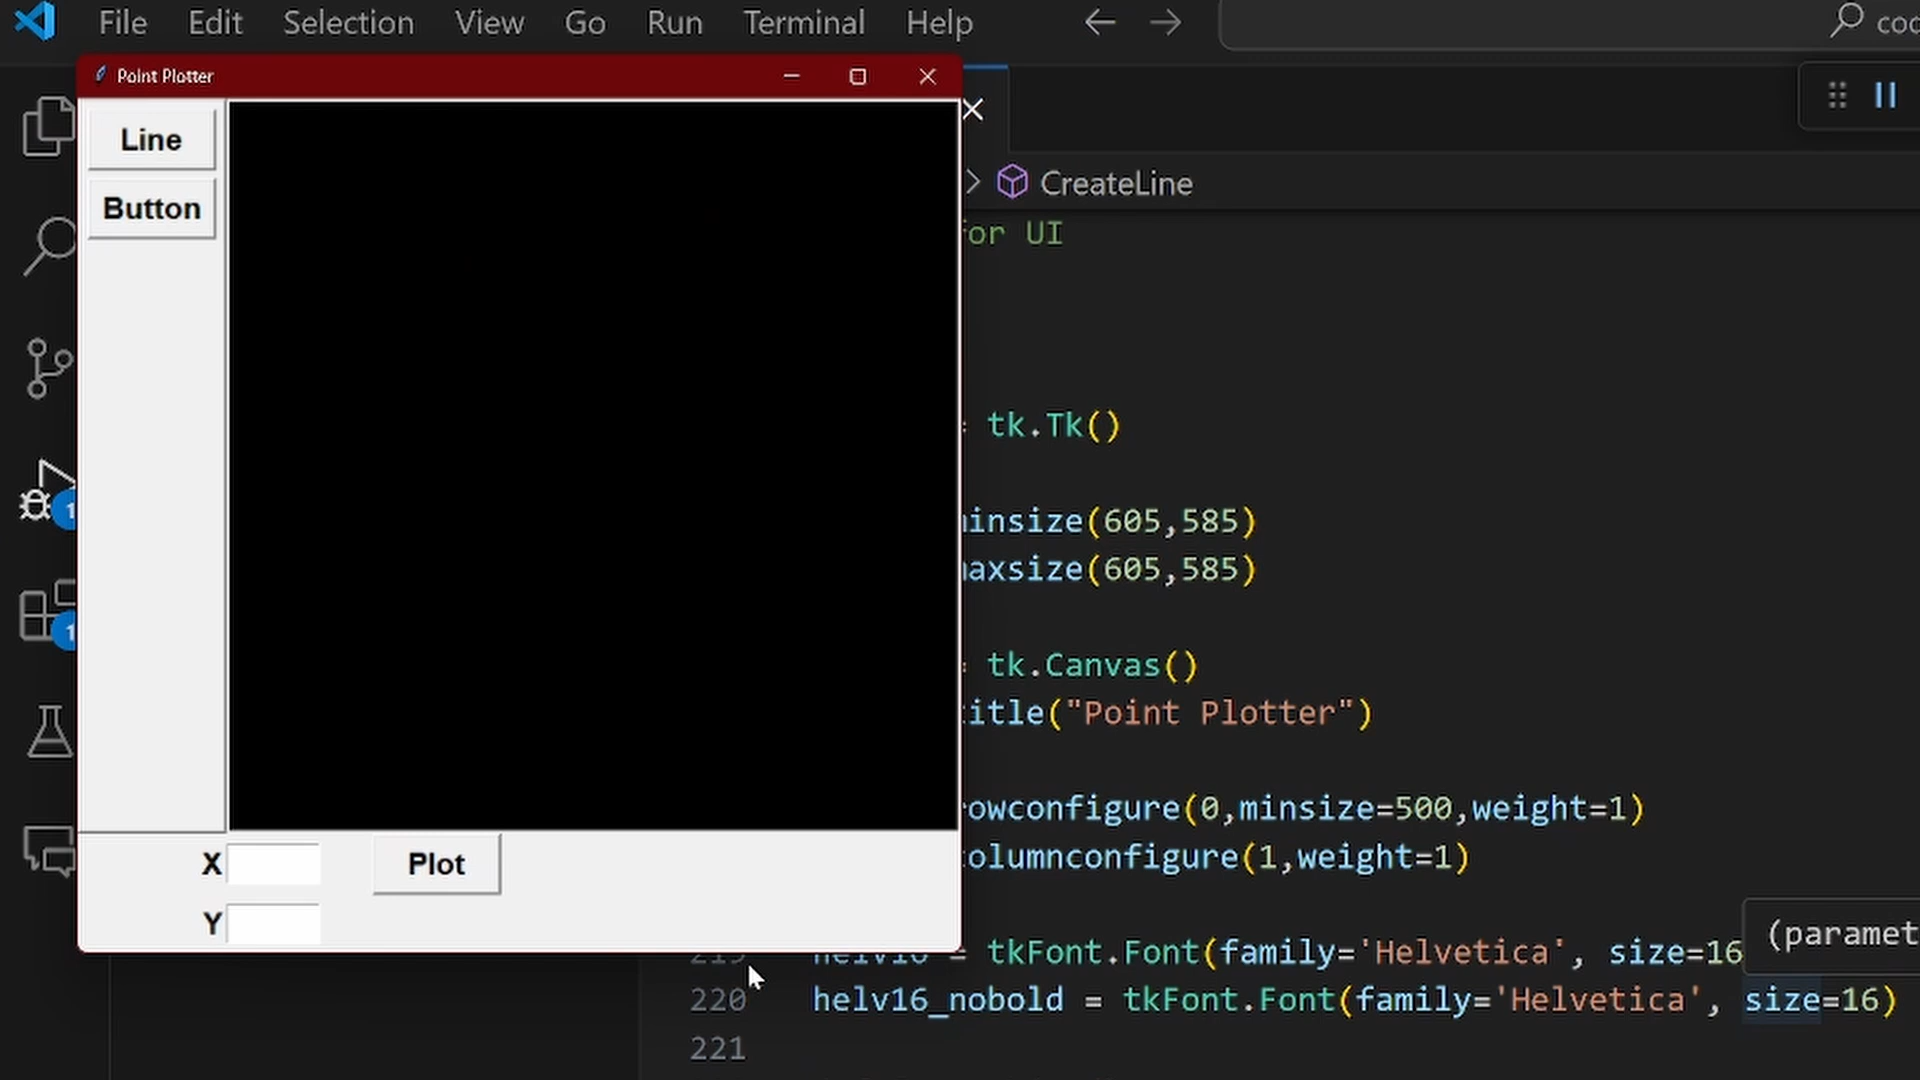 File Edit Selection View Go Run Terminal Help
Point Plotter
Line
Button
CreateLine
or UI
tk.Tk()
insize(605,585)
axsize(605,585)
= tk.Canvas()
itle("Point Plotter")
owconfigure(0,minsize=500,weight=1)
olumnconfigure(1,weight=1)
X
Plot
Y
(paramet
219 helv16 = tkFont.Font(family='Helvetica', size=16
220 helv16_nobold = tkFont.Font(family='Helvetica', size=16)
221